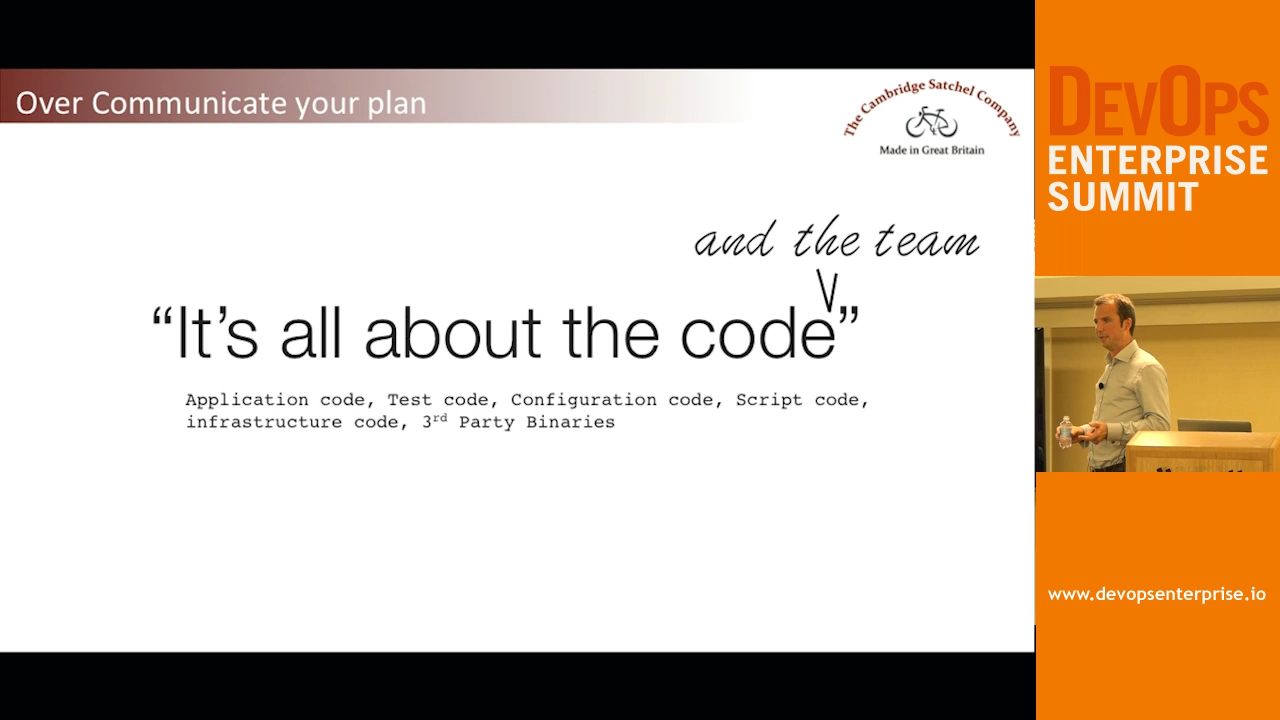 Over Communicate your plan
The Cambridge Satchel Company
Made in Great Britain
and the team
V
“It’s all about the code”
Application code, Test code, Configuration code, Script code,
infrastructure code, 3rd Party Binaries
DEVOPS
ENTERPRISE
SUMMIT
www.devopsenterprise.io